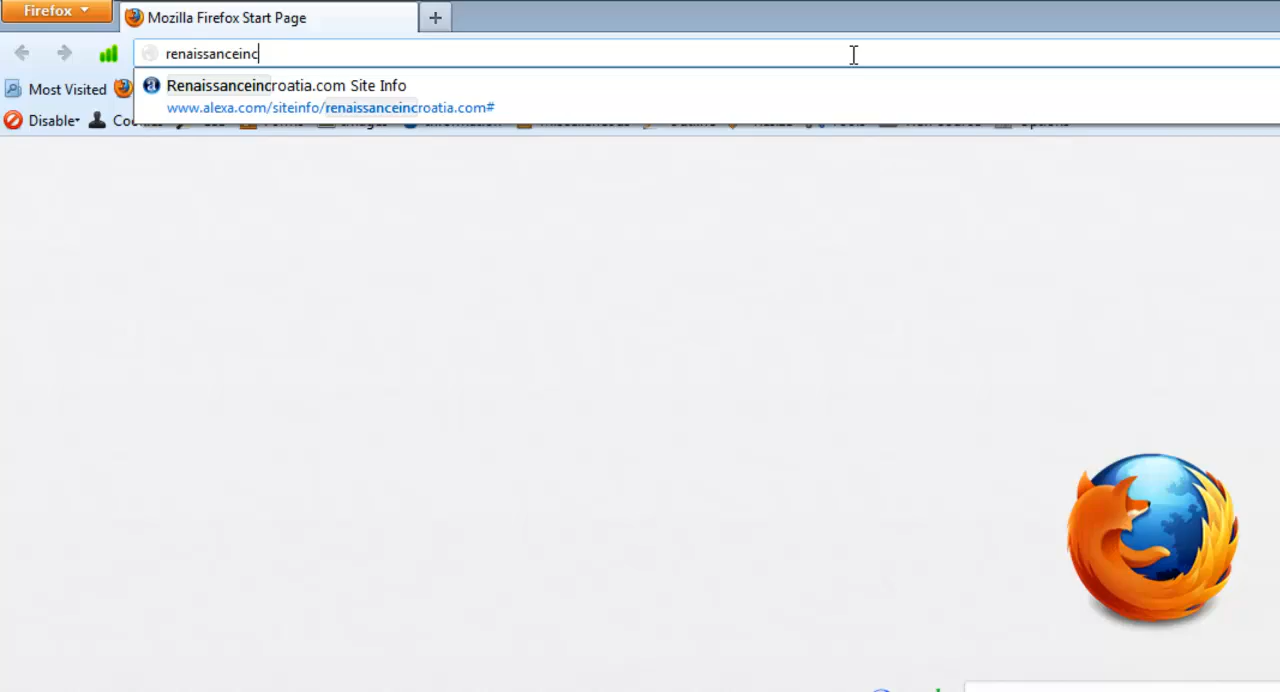 Firefox
Mozilla Firefox Start Page
renaissanceinc
Renaissanceincroatia.com Site Info
Most Visited
www.alexa.com/siteinfo/renaissanceincroatia.com#
Disable